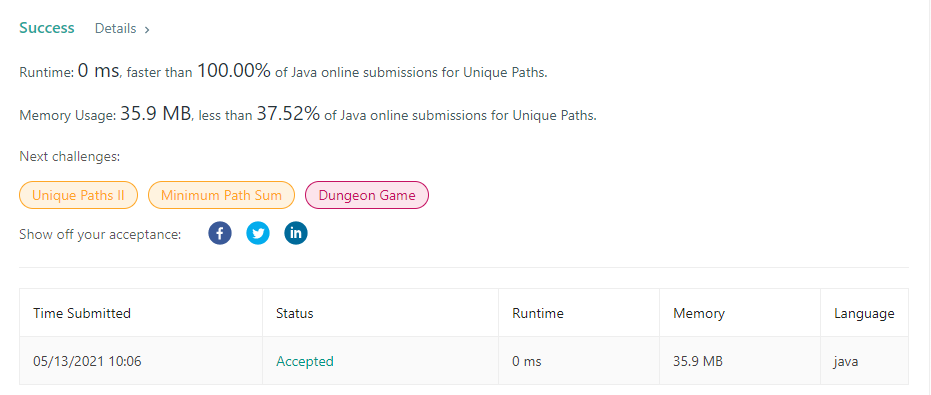 Success Details >
Runtime: 0 ms, faster than 100.00% of Java online submissions for Unique Paths.
Memory Usage: 35.9 MB, less than 37.52% of Java online submissions for Unique Paths.
Next challenges:
Unique Paths II Minimum Path Sum Dungeon Game
Show off your acceptance: f in
Time Submitted Status Runtime Memory Language
05/13/2021 10:06 Accepted 0 ms 35.9 MB java